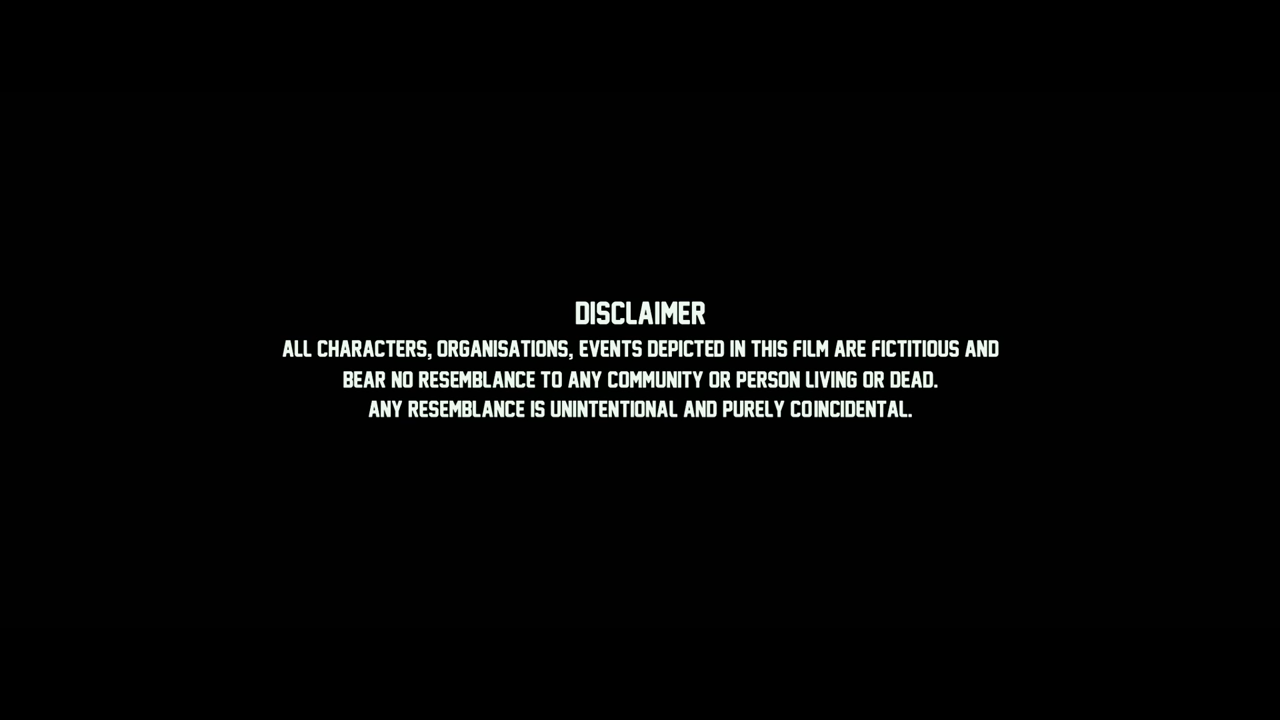 DISCLAIMER
ALL CHARACTERS, ORGANISATIONS, EVENTS DEPICTED IN THIS FILM ARE FICTITIOUS AND
BEAR NO RESEMBLANCE TO ANY COMMUNITY OR PERSON LIVING OR DEAD.
ANY RESEMBLANCE IS UNINTENTIONAL AND PURELY COINCIDENTAL.